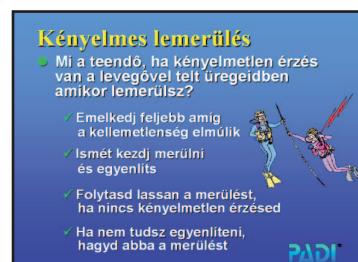 Kényelmes lemerülés
Mi a teendő, ha kényelmetlen érzés
van a levegővel telt üregeidben
amikor lemerülsz?
Emelkedj feljebb amíg
a kellemetlenség elmúlik
Ismét kezdj merülni
és egyenlíts
Folytasd lassan a merülést,
ha nincs kényelmetlen érzésed
Ha nem tudsz egyenlíteni,
hagyd abba a merülést
PADI